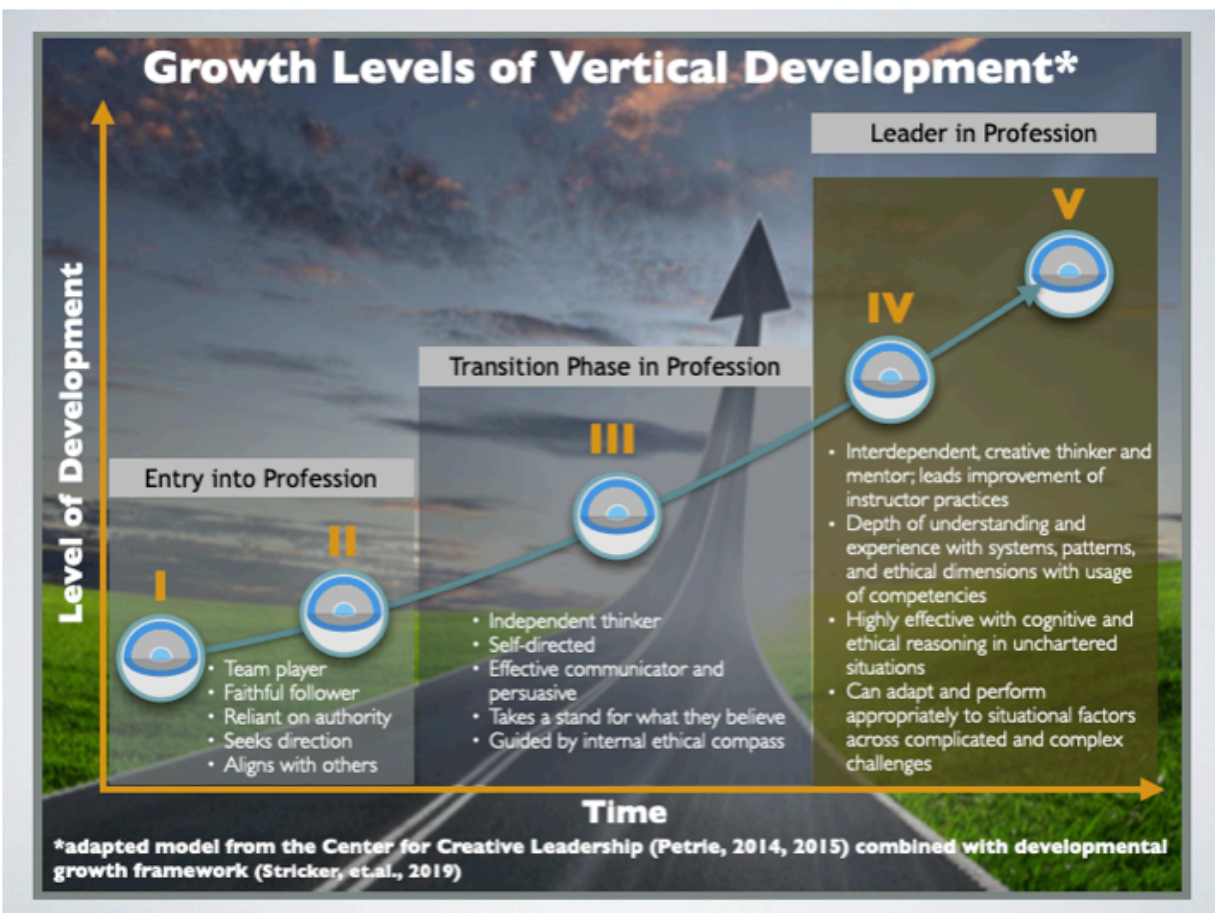 Growth Levels of Vertical Development*
Leader in Profession
V
IV
Transition Phase in Profession
III
Entry into Profession
II
I
Level of Development
• Team player
• Faithful follower
• Reliant on authority
• Seeks direction
• Aligns with others
• Independent thinker
• Self-directed
• Effective communicator and
persuasive
• Takes a stand for what they believe
• Guided by internal ethical compass
• Interdependent, creative thinker and
mentor; leads improvement of
instructor practices
• Depth of understanding and
experience with systems, patterns,
and ethical dimensions with usage
of competencies
• Highly effective with cognitive and
ethical reasoning in unchartered
situations
• Can adapt and perform
appropriately to situational factors
across complicated and complex
challenges
Time
*adapted model from the Center for Creative Leadership (Petrie, 2014, 2015) combined with developmental
growth framework (Stricker, et.al., 2019)